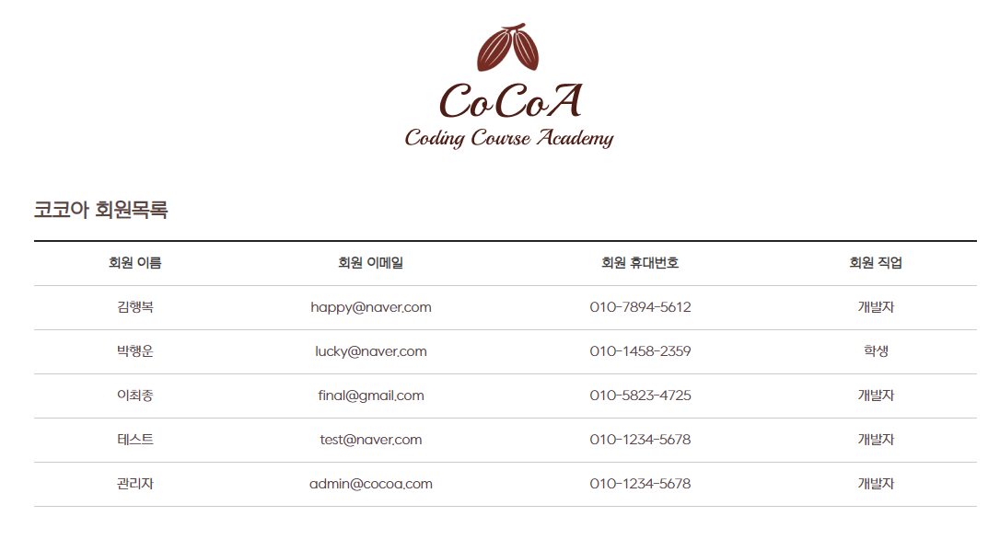 CoCoA
Coding Course Academy
코코아 회원목록
회원 이름 회원 이메일 회원 휴대번호 회원 직업
김행복 happy@naver.com 010-7894-5612 개발자
박행운 lucky@naver.com 010-1458-2359 학생
이최종 final@gmail.com 010-5823-4725 개발자
테스트 test@naver.com 010-1234-5678 개발자
관리자 admin@cocoa.com 010-1234-5678 개발자